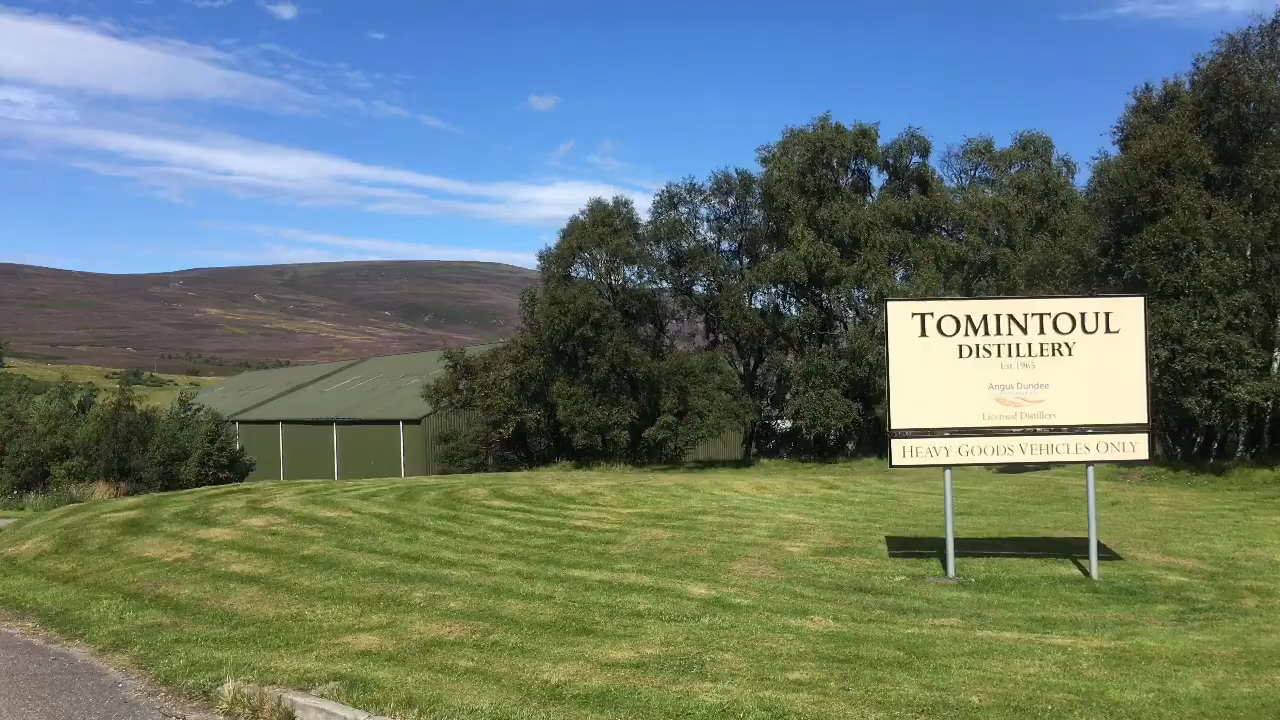 TOMINTOUL
DISTILLERY
Est 1965
Angus Dundee
Licensed Distillers
HEAVY GOODS VEHICLES ONLY